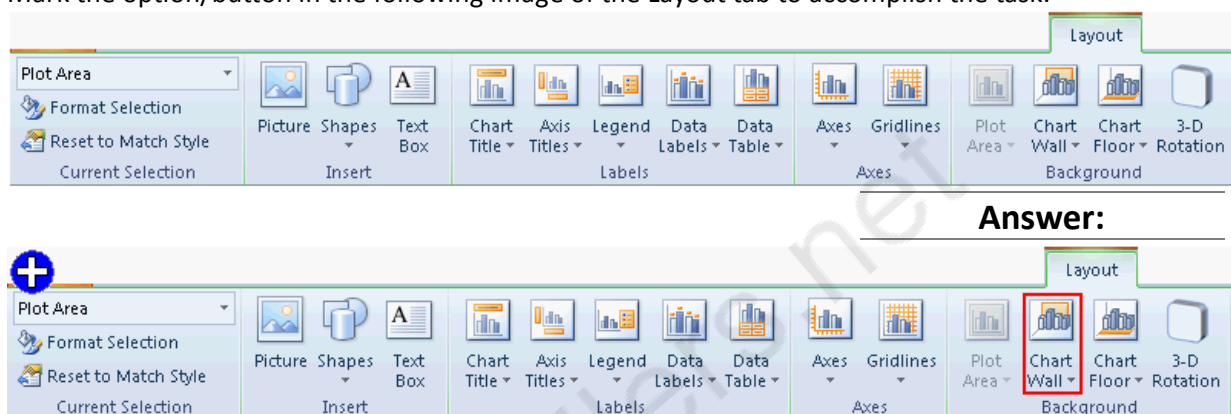 Mark the option/button in the following image of the Layout tab to accomplish the task.
Layout
Plot Area
Format Selection
Reset to Match Style
Current Selection
Picture Shapes Text Box
Insert
Chart Title Axis Titles Legend Data Labels Data Table
Labels
Axes Gridlines
Axes
Plot Area Chart Wall Chart Floor 3-D Rotation
Background
Answer:
Layout
Plot Area
Format Selection
Reset to Match Style
Current Selection
Picture Shapes Text Box
Insert
Chart Title Axis Titles Legend Data Labels Data Table
Labels
Axes Gridlines
Axes
Plot Area Chart Wall Chart Floor 3-D Rotation
Background